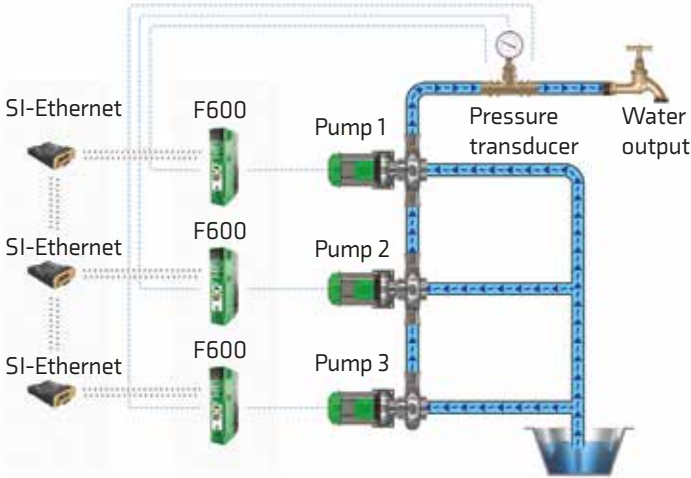 SI-Ethernet
F600
Pump 1
Pressure
transducer
Water
output
SI-Ethernet
F600
Pump 2
SI-Ethernet
F600
Pump 3